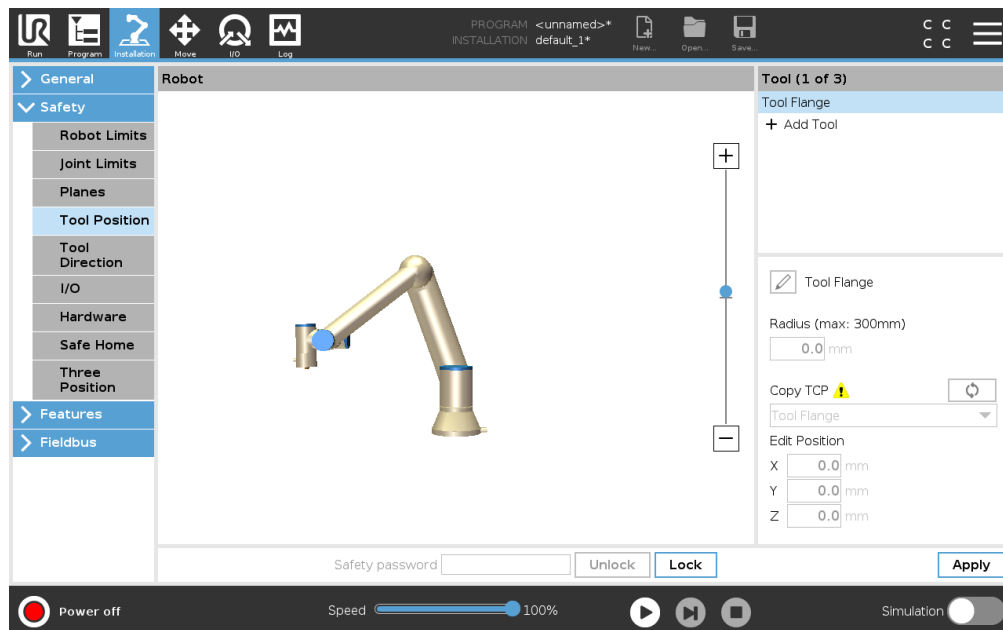 UR
Run
Program
Installation
Move
I/O
Log
PROGRAM <unnamed>*
INSTALLATION default_1*
New...
Open...
Save...
C C
C C
General
Safety
Robot Limits
Joint Limits
Planes
Tool Position
Tool
Direction
I/O
Hardware
Safe Home
Three
Position
Features
Fieldbus
Robot
Tool (1 of 3)
Tool Flange
+ Add Tool
Tool Flange
Radius (max: 300mm)
0.0 mm
Copy TCP
Tool Flange
Edit Position
X 0.0 mm
Y 0.0 mm
Z 0.0 mm
Safety password
Unlock
Lock
Apply
Power off
Speed 100%
Simulation